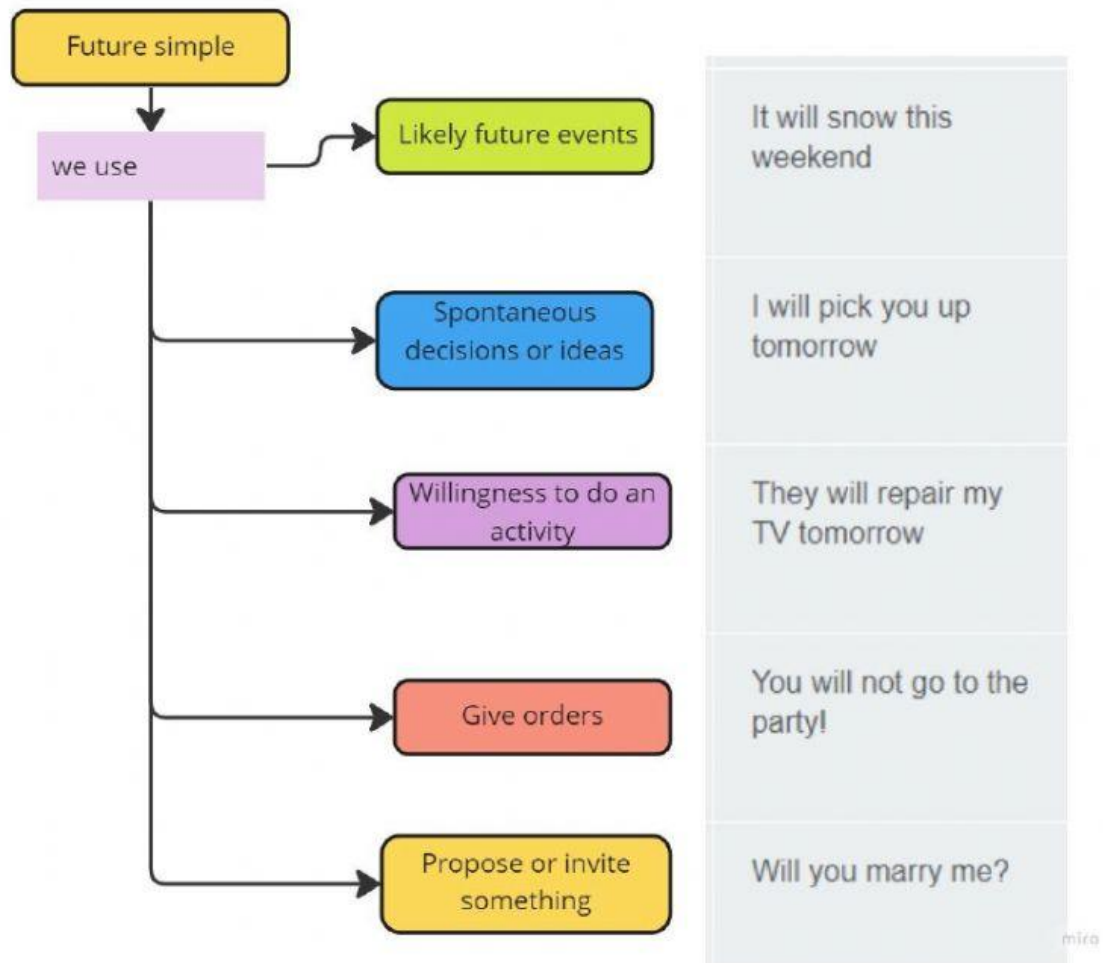 Future simple
we use
Likely future events
It will snow this
weekend
Spontaneous
decisions or ideas
I will pick you up
tomorrow
Willingness to do an
activity
They will repair my
TV tomorrow
Give orders
You will not go to the
party!
Propose or invite
something
Will you marry me?
miro